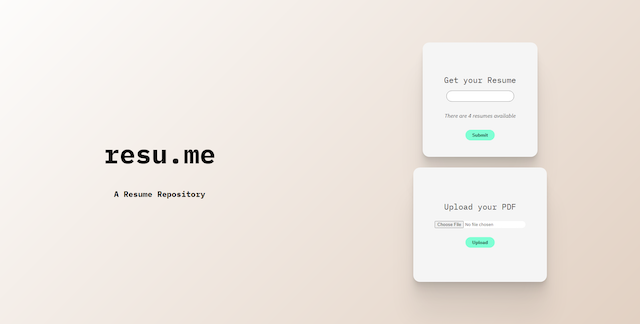 resu.me
A Resume Repository
Get your Resume
There are 4 resumes available
Submit
Upload your PDF
Choose File No file chosen
Upload